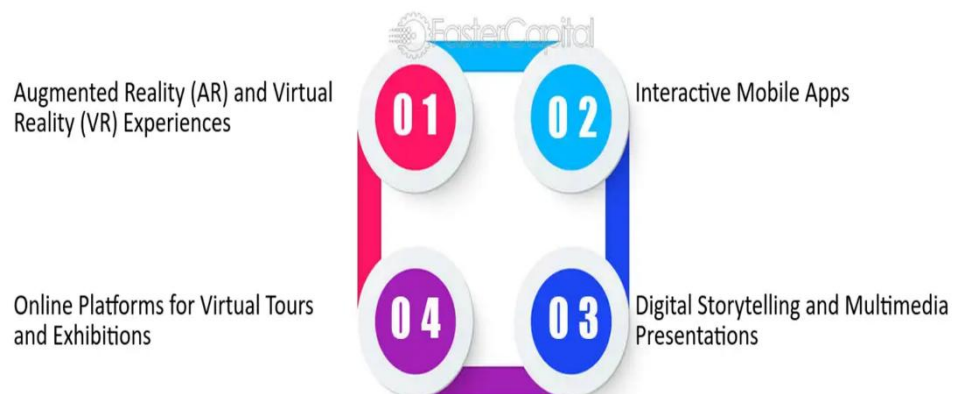 FasterCapital
Augmented Reality (AR) and Virtual
Reality (VR) Experiences
01
02
Interactive Mobile Apps
Online Platforms for Virtual Tours
and Exhibitions
04
03
Digital Storytelling and Multimedia
Presentations